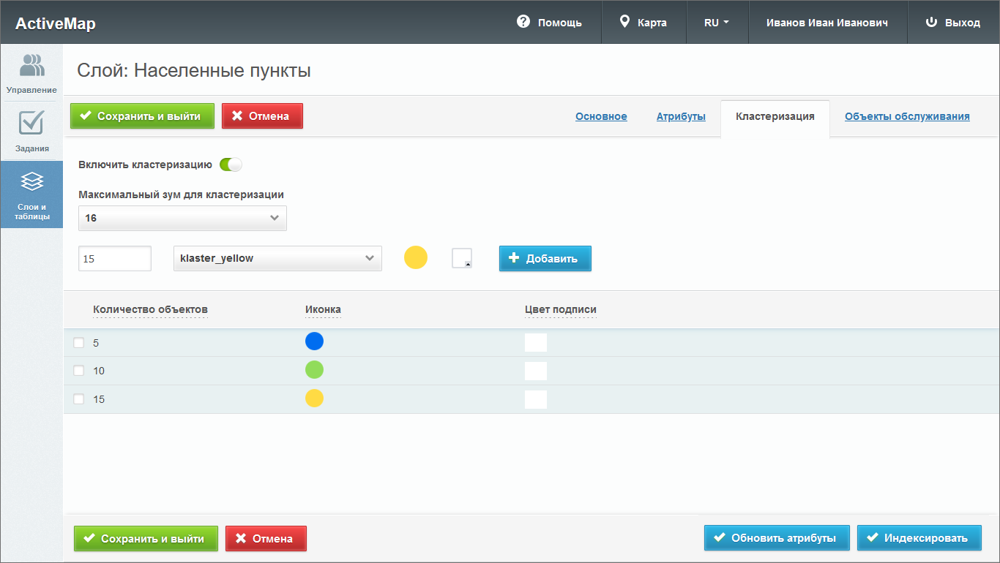 ActiveMap
Помощь
Карта
RU
Иванов Иван Иванович
Выход
Управление
Задания
Слои и
таблицы
Слой: Населенные пункты
Сохранить и выйти
Отмена
Основное
Атрибуты
Кластеризация
Объекты обслуживания
Включить кластеризацию
Максимальный зум для кластеризации
16
15
klaster_yellow
Добавить
Количество объектов
Иконка
Цвет подписи
5
10
15
Сохранить и выйти
Отмена
Обновить атрибуты
Индексировать